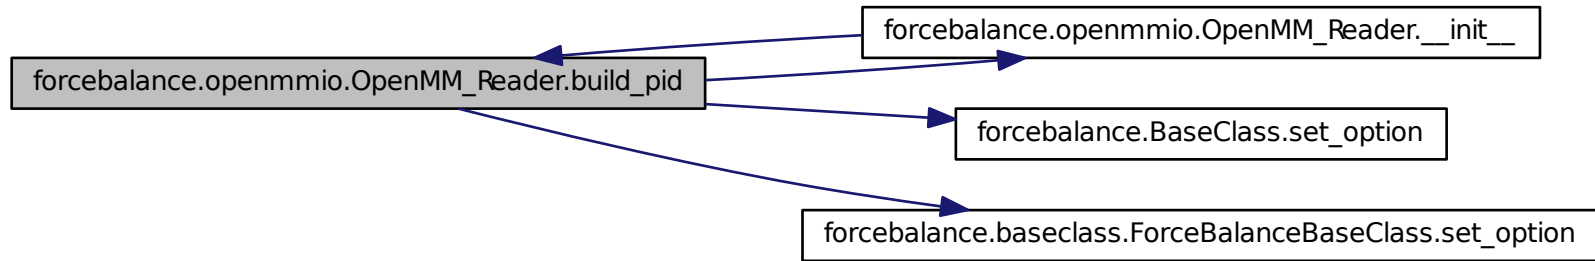 forcebalance.openmmio.OpenMM_Reader.__init__
forcebalance.openmmio.OpenMM_Reader.build_pid
forcebalance.BaseClass.set_option
forcebalance.baseclass.ForceBalanceBaseClass.set_option